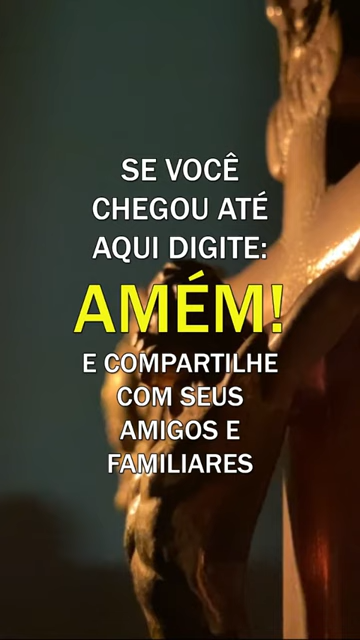 SE VOCÊ
CHEGOU ATÉ
AQUI DIGITE:
AMÉM!
E COMPARTILHE
COM SEUS
AMIGOS E
FAMILIARES